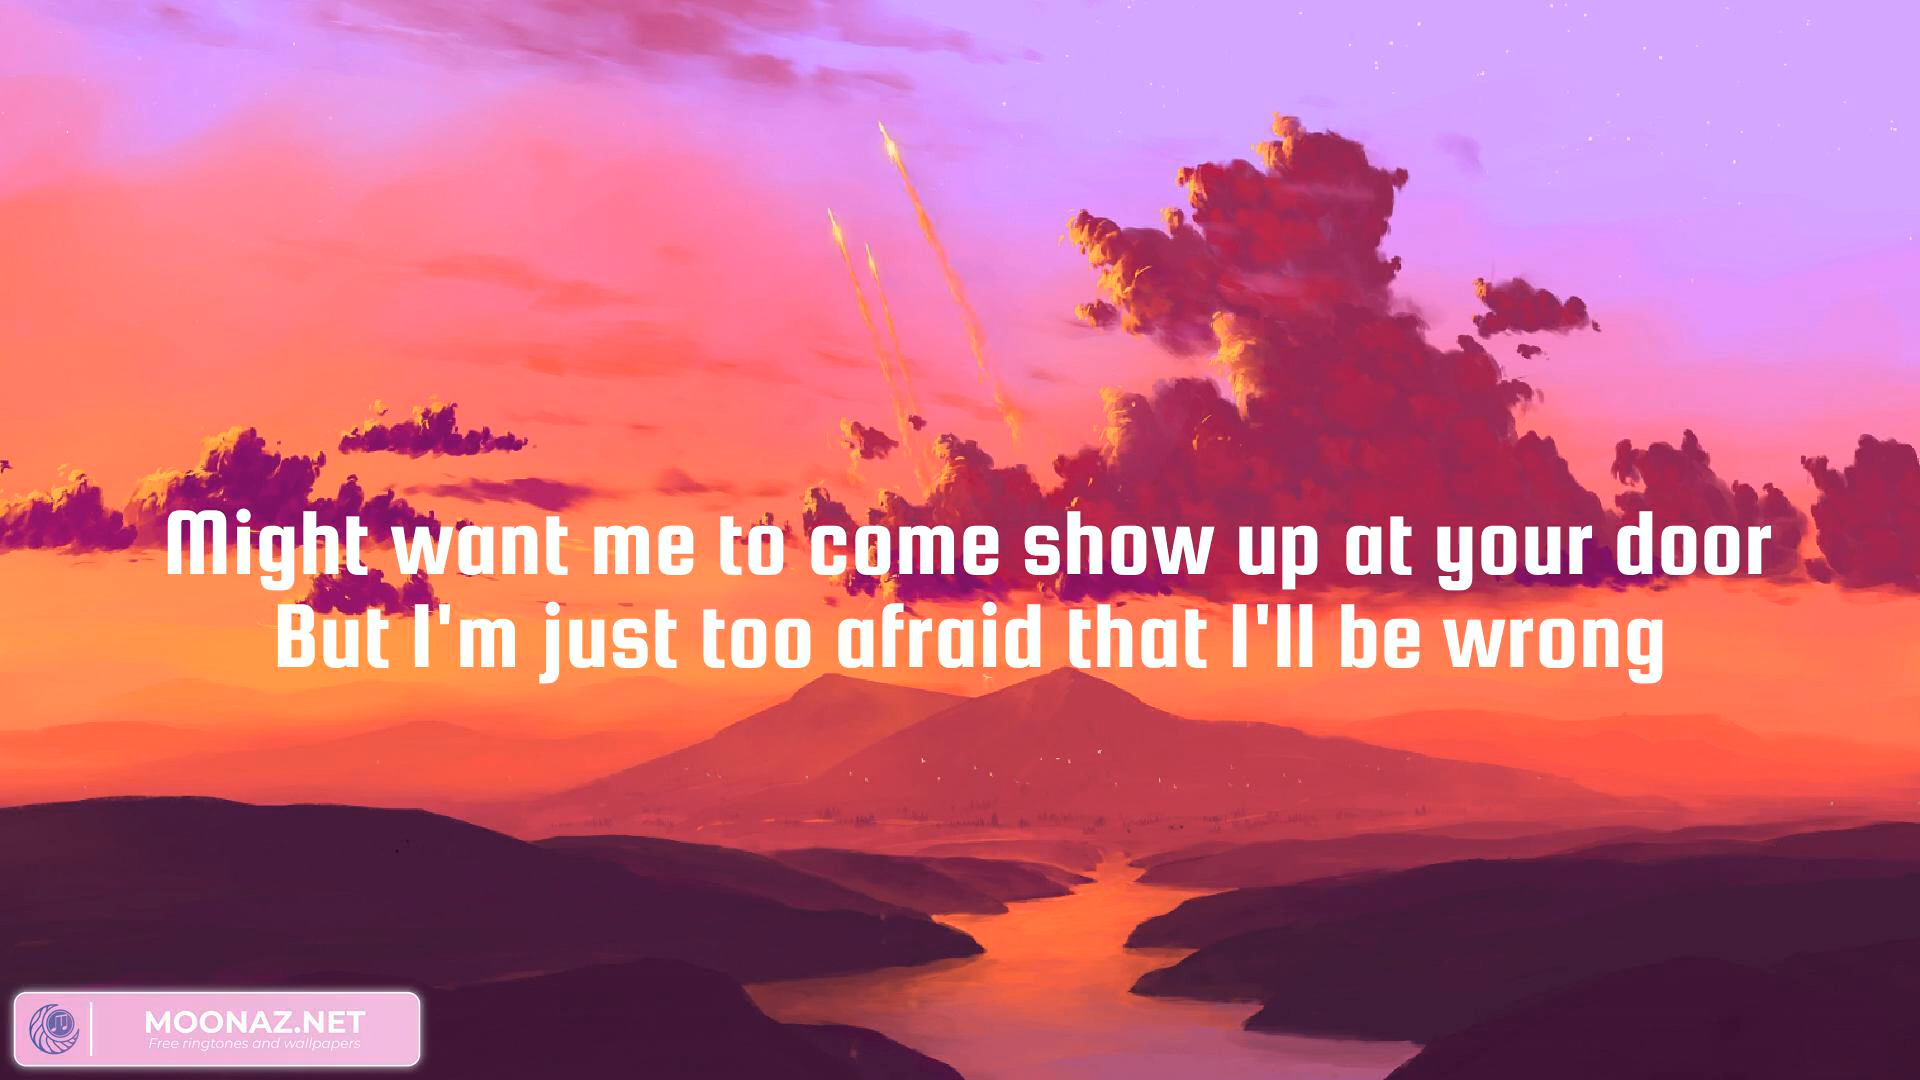 Might want me to come show up at your door
But I'm just too afraid that I'll be wrong
MOONAZ.NET
Free ringtones and wallpapers